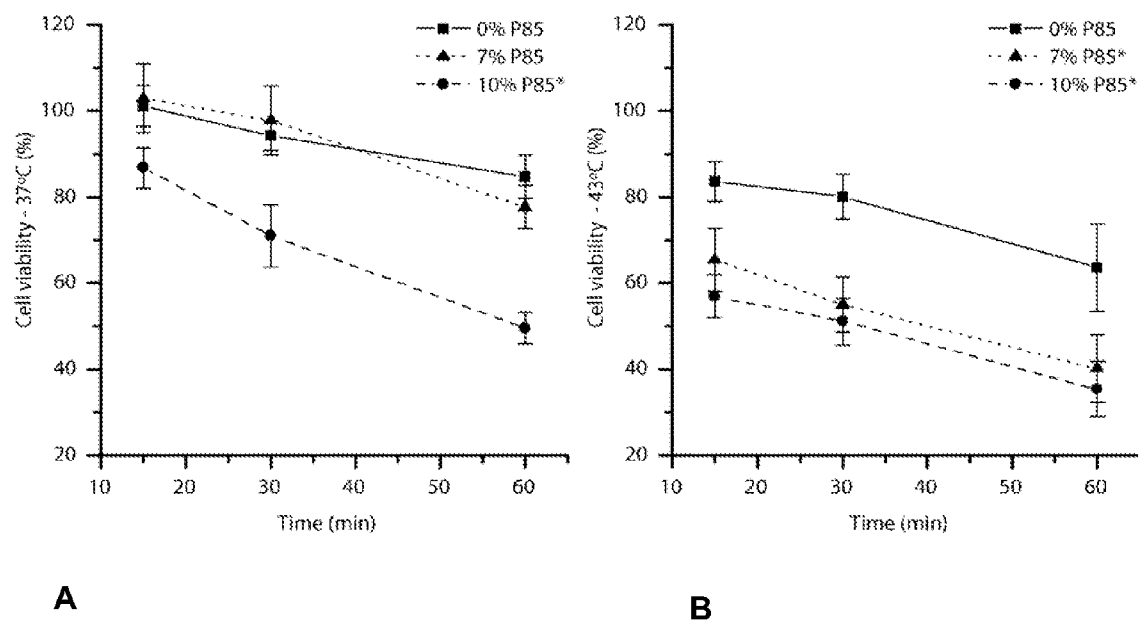 120
100
80
60
40
20
Cell viability - 37ºC (%)
0% P85
7% P85
10% P85*
10 20 30 40 50 60
Time (min)
A
120
100
80
60
40
20
Cell viability - 43ºC (%)
0% P85
7% P85*
10% P85*
10 20 30 40 50 60
Time (min)
B